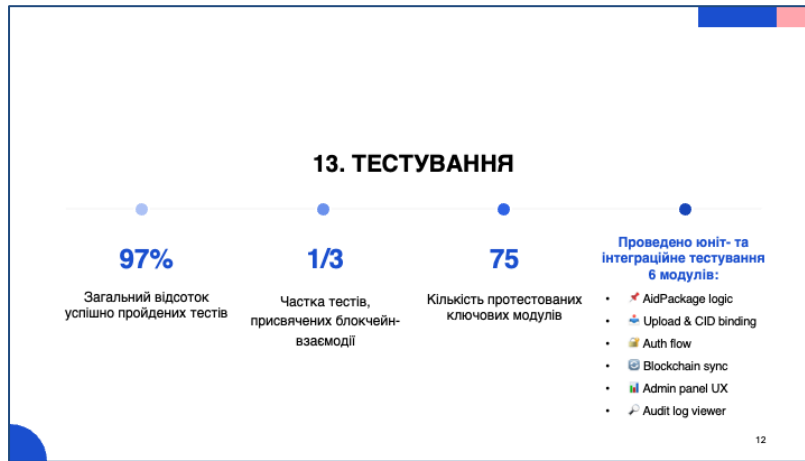 13. ТЕСТУВАННЯ
97%
Загальний відсоток
успішно пройдених тестів
1/3
Частка тестів,
присвячених блокчейн-
взаємодії
75
Кількість протестованих
ключових модулів
Проведено юніт- та
інтеграційне тестування
6 модулів:
• 📌 AidPackage logic
• 📤 Upload & CID binding
• 🔐 Auth flow
• 🔄 Blockchain sync
• 📊 Admin panel UX
• 🔎 Audit log viewer
12